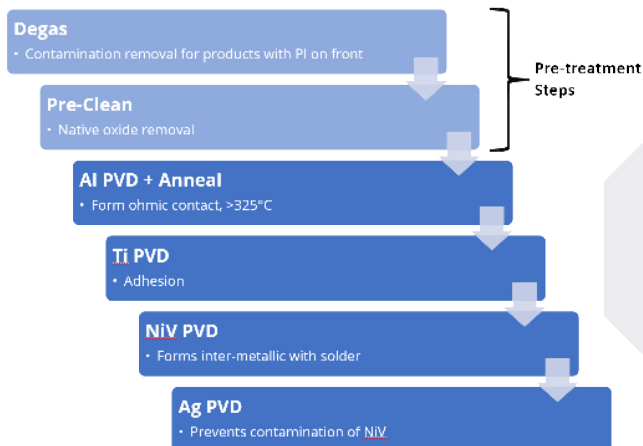 Degas
• Contamination removal for products with PI on front
Pre-treatment
Steps
Pre-Clean
• Native oxide removal
Al PVD + Anneal
• Form ohmic contact, >325°C
Ti PVD
• Adhesion
NiV PVD
• Forms inter-metallic with solder
Ag PVD
• Prevents contamination of NiV